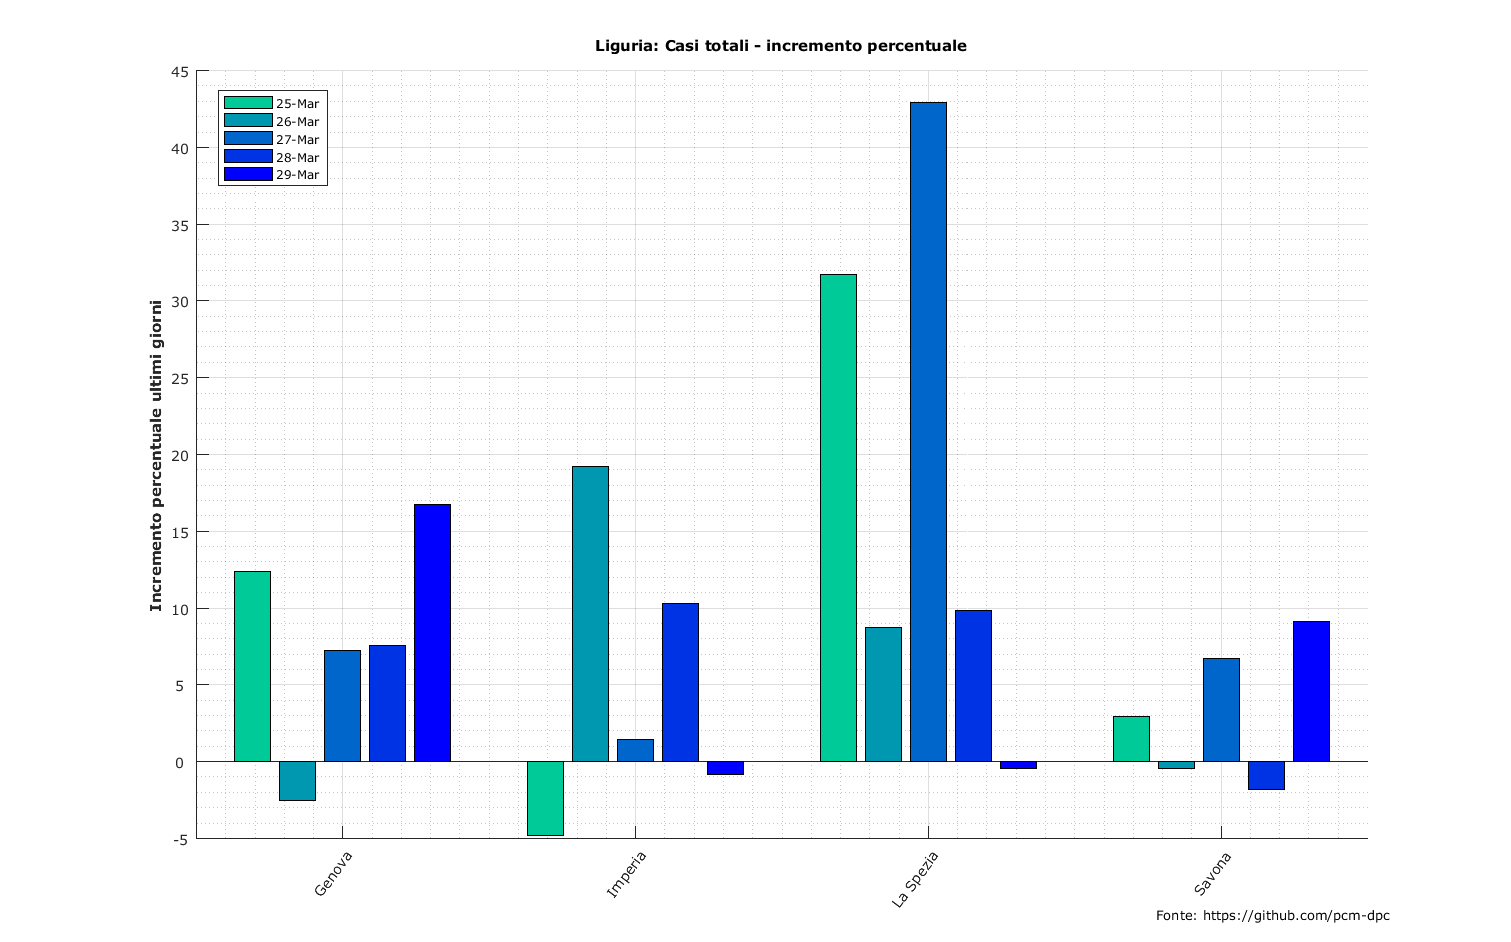 Liguria: Casi totali - incremento percentuale
Incremento percentuale ultimi giorni
45
40
35
30
25
20
15
10
5
0
-5
25-Mar
26-Mar
27-Mar
28-Mar
29-Mar
Genova
Imperia
La Spezia
Savona
Fonte: https://github.com/pcm-dpc